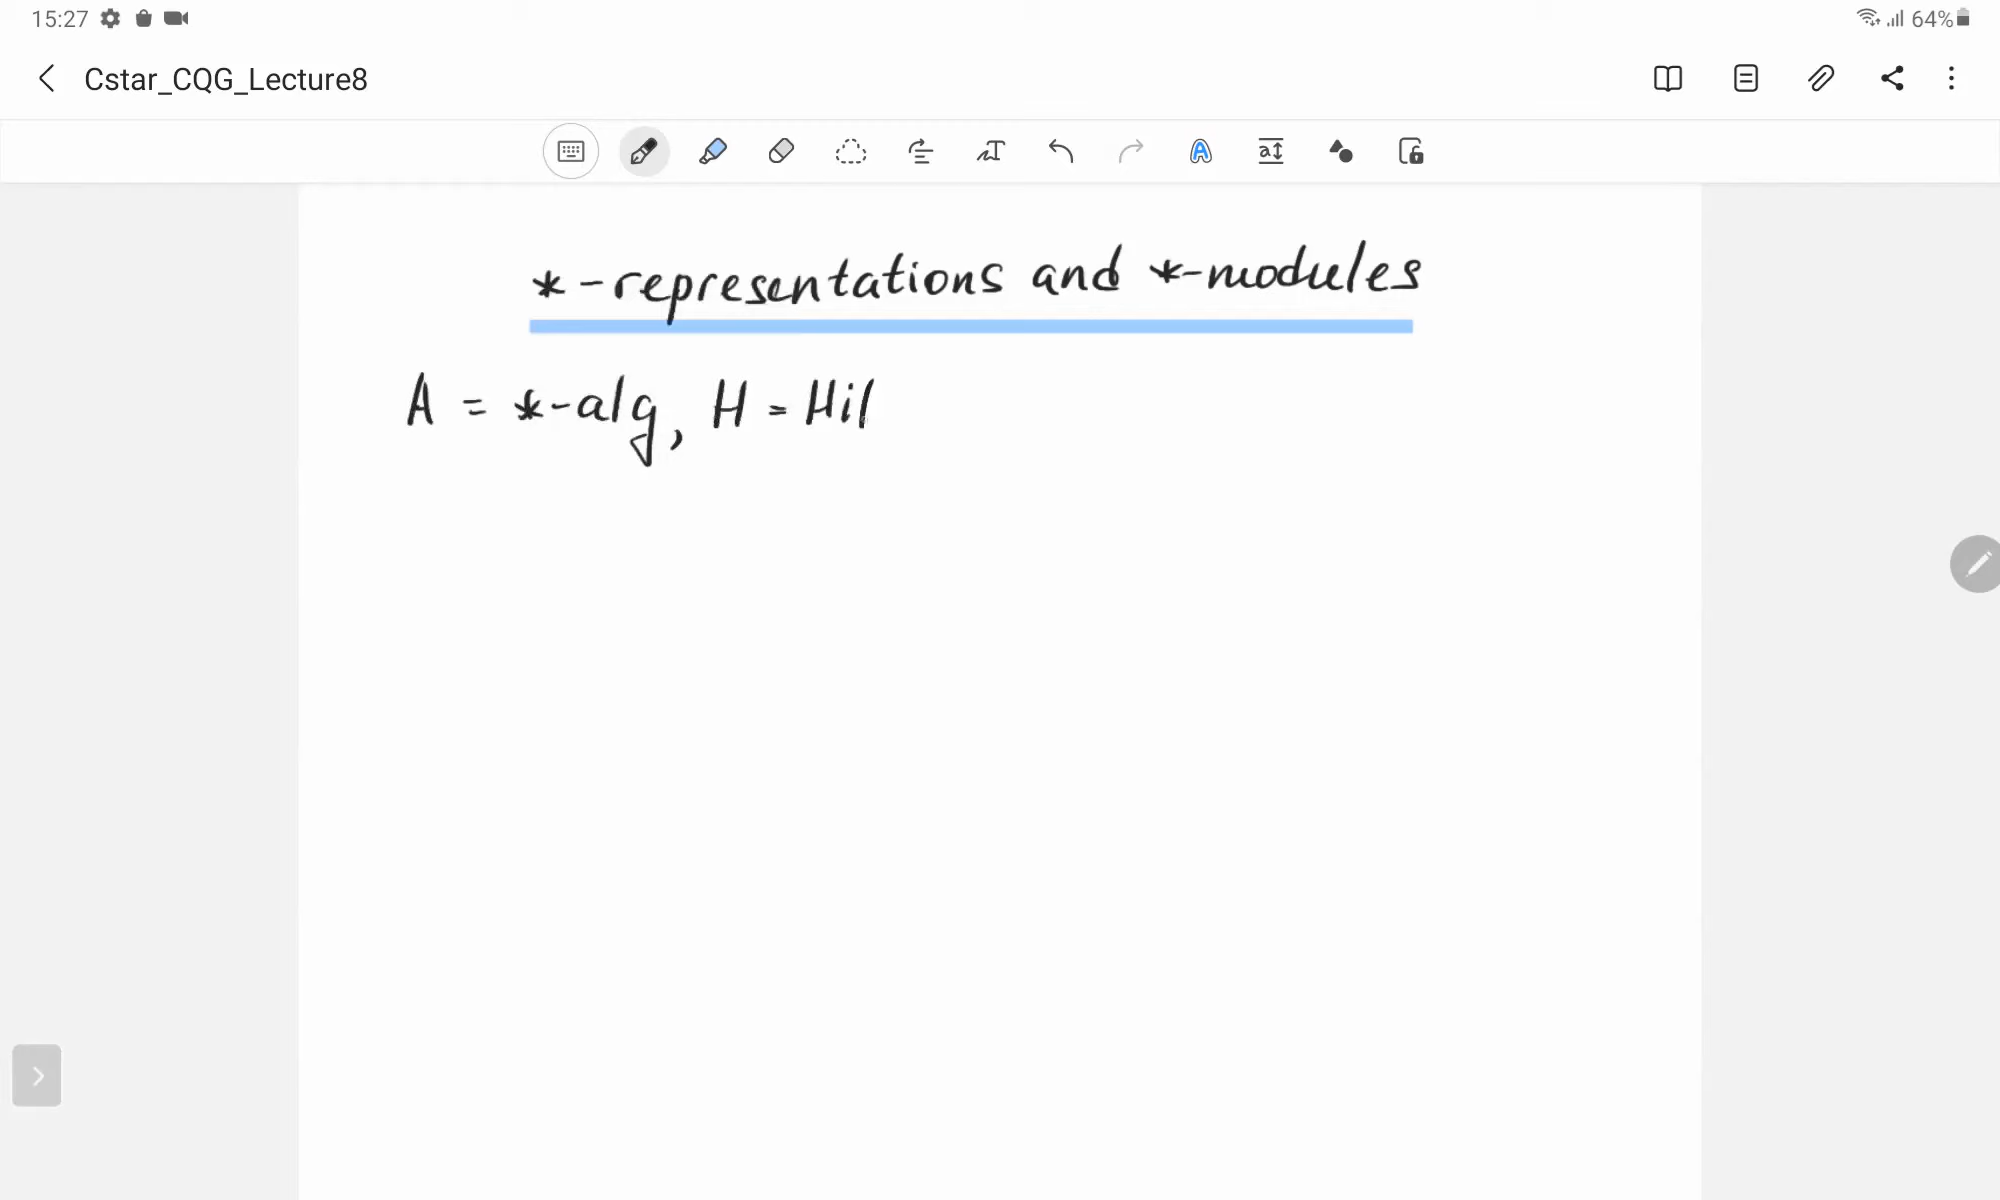 15:27 64%
Cstar_CQG_Lecture8
*-representations and *-modules
A = *-alg, H = Hil